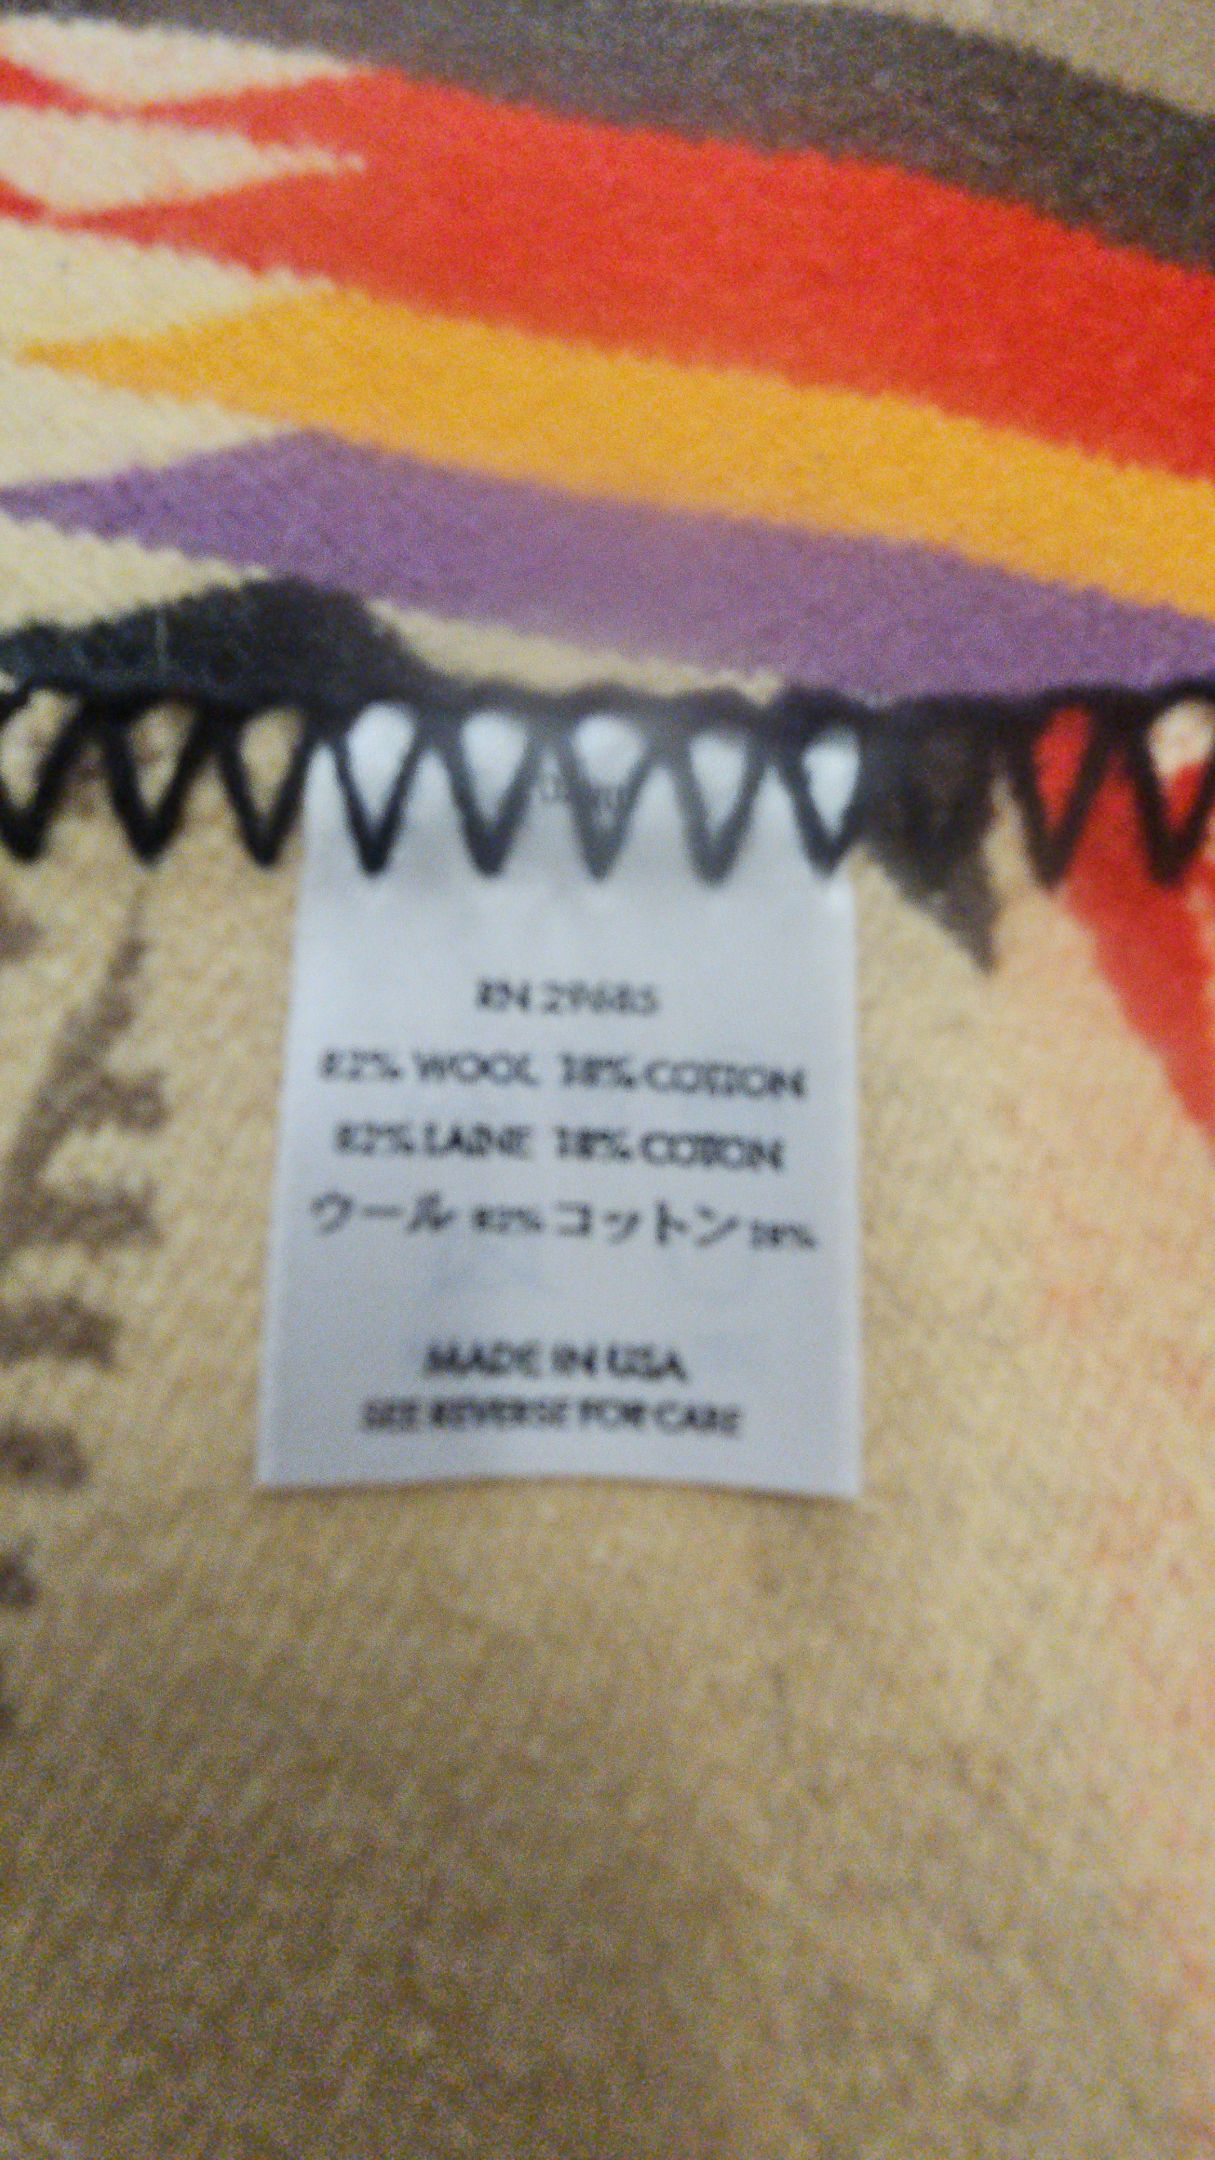 RN 29685
82% WOOL 18% COTTON
82% LAINE 18% COTON
ウール 82% コットン 18%
MADE IN USA
SEE REVERSE FOR CARE